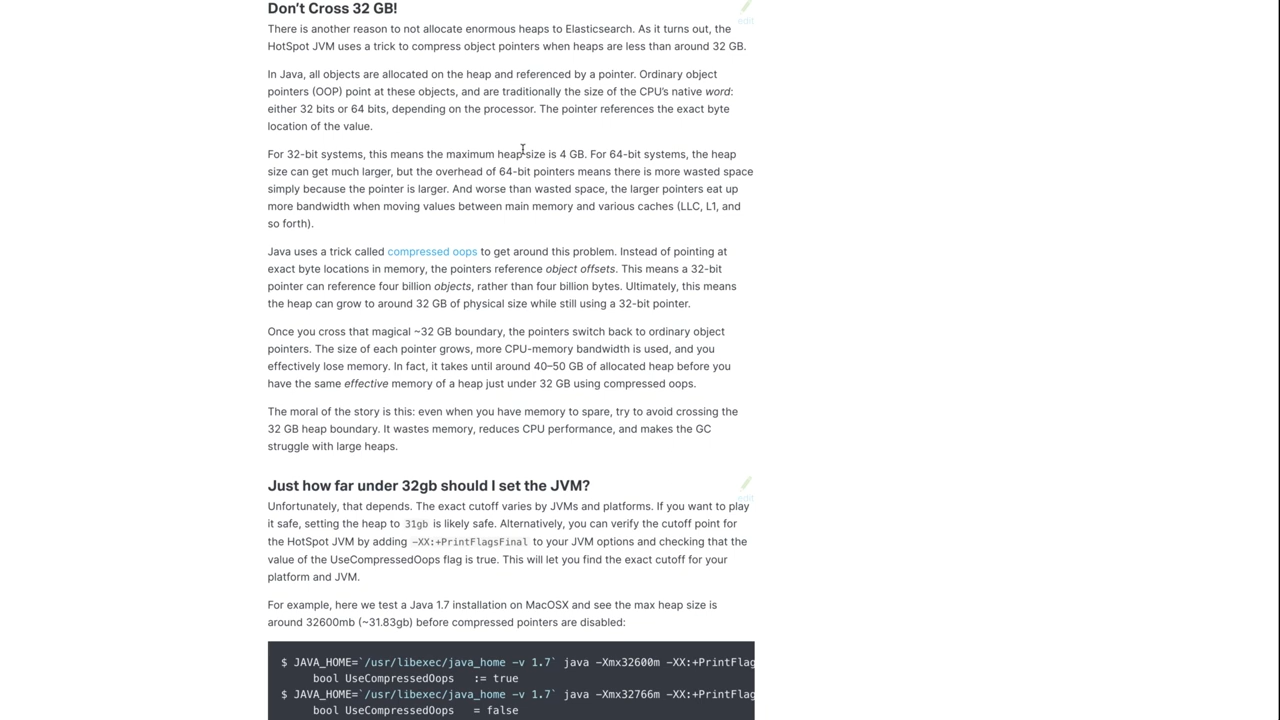 Don’t Cross 32 GB!
edit
There is another reason to not allocate enormous heaps to Elasticsearch. As it turns out, the
HotSpot JVM uses a trick to compress object pointers when heaps are less than around 32 GB.
In Java, all objects are allocated on the heap and referenced by a pointer. Ordinary object
pointers (OOP) point at these objects, and are traditionally the size of the CPU’s native word:
either 32 bits or 64 bits, depending on the processor. The pointer references the exact byte
location of the value.
For 32-bit systems, this means the maximum heap size is 4 GB. For 64-bit systems, the heap
size can get much larger, but the overhead of 64-bit pointers means there is more wasted space
simply because the pointer is larger. And worse than wasted space, the larger pointers eat up
more bandwidth when moving values between main memory and various caches (LLC, L1, and
so forth).
Java uses a trick called compressed oops to get around this problem. Instead of pointing at
exact byte locations in memory, the pointers reference object offsets. This means a 32-bit
pointer can reference four billion objects, rather than four billion bytes. Ultimately, this means
the heap can grow to around 32 GB of physical size while still using a 32-bit pointer.
Once you cross that magical ~32 GB boundary, the pointers switch back to ordinary object
pointers. The size of each pointer grows, more CPU-memory bandwidth is used, and you
effectively lose memory. In fact, it takes until around 40–50 GB of allocated heap before you
have the same effective memory of a heap just under 32 GB using compressed oops.
The moral of the story is this: even when you have memory to spare, try to avoid crossing the
32 GB heap boundary. It wastes memory, reduces CPU performance, and makes the GC
struggle with large heaps.
Just how far under 32gb should I set the JVM?
edit
Unfortunately, that depends. The exact cutoff varies by JVMs and platforms. If you want to play
it safe, setting the heap to 31gb is likely safe. Alternatively, you can verify the cutoff point for
the HotSpot JVM by adding -XX:+PrintFlagsFinal to your JVM options and checking that the
value of the UseCompressedOops flag is true. This will let you find the exact cutoff for your
platform and JVM.
For example, here we test a Java 1.7 installation on MacOSX and see the max heap size is
around 32600mb (~31.83gb) before compressed pointers are disabled:
$ JAVA_HOME=`/usr/libexec/java_home -v 1.7` java -Xmx32600m -XX:+PrintFlag
bool UseCompressedOops := true
$ JAVA_HOME=`/usr/libexec/java_home -v 1.7` java -Xmx32766m -XX:+PrintFlag
bool UseCompressedOops = false